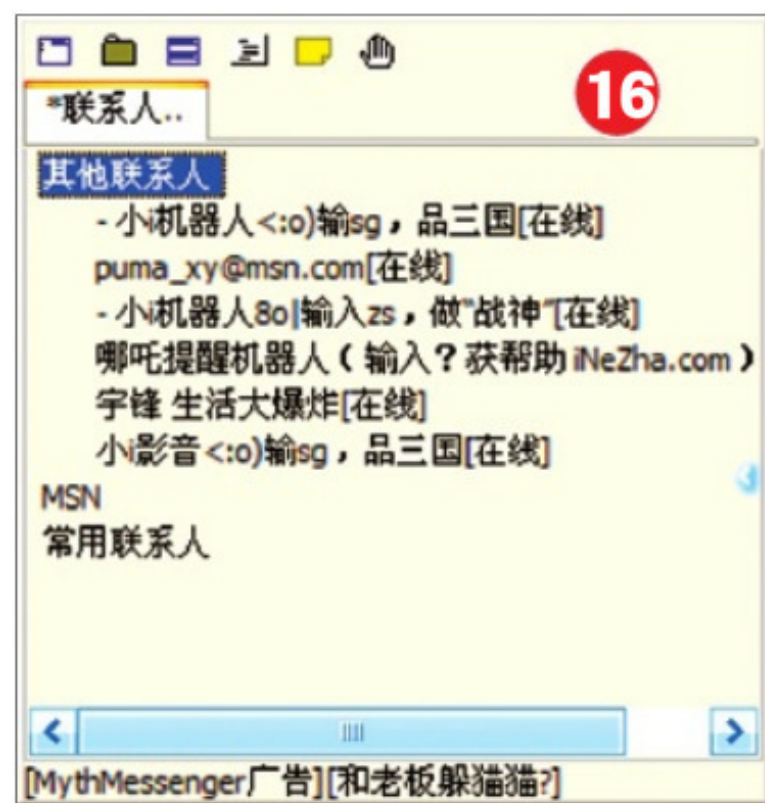 16
*联系人..
其他联系人
- 小i机器人<:o)输sg，品三国[在线]
puma_xy@msn.com[在线]
- 小i机器人8o|输入zs，做"战神"[在线]
哪吒提醒机器人（输入？获帮助 iNeZha.com）
宇锋 生活大爆炸[在线]
小i影音<:o)输sg，品三国[在线]
MSN
常用联系人
[MythMessenger广告][和老板躲猫猫?]